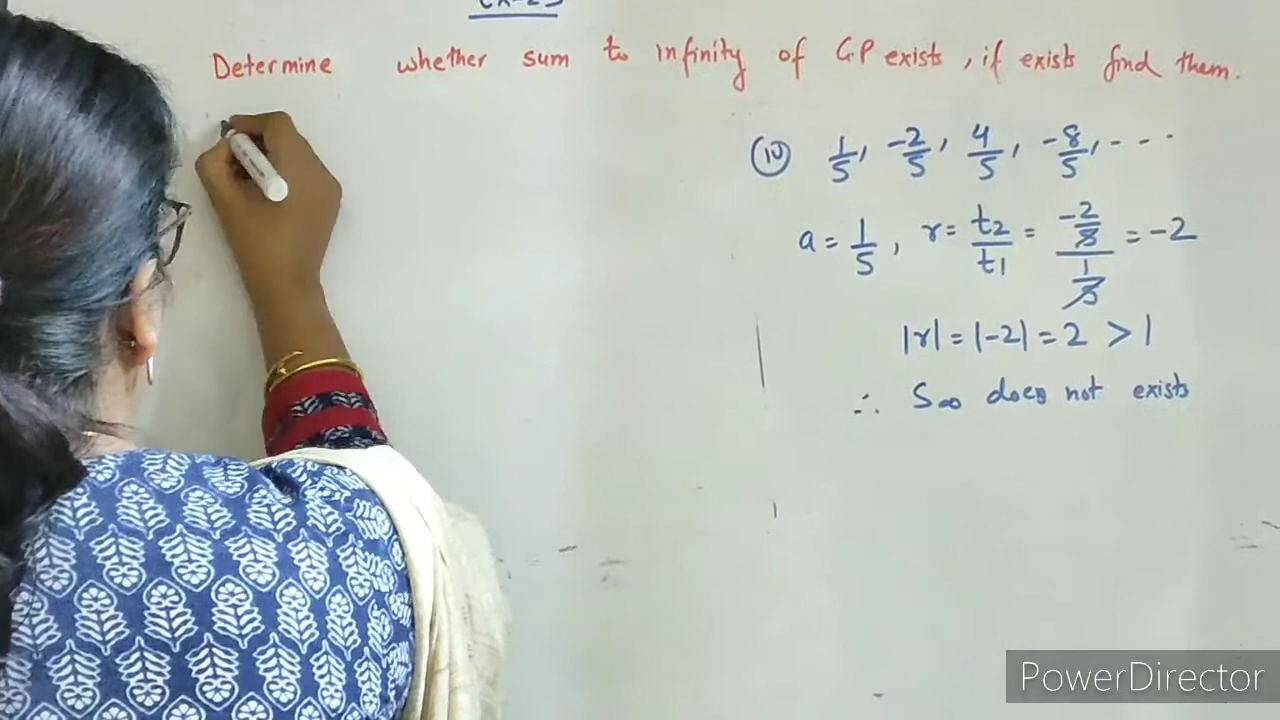 Determine whether sum to infinity of G.P exists, if exists find them.
(iv) 1/5, -2/5, 4/5, -8/5, - - -
a = 1/5, r = t2/t1 = (-2/5)/(1/5) = -2
|r| = |-2| = 2 > 1
∴ S∞ does not exists
PowerDirector